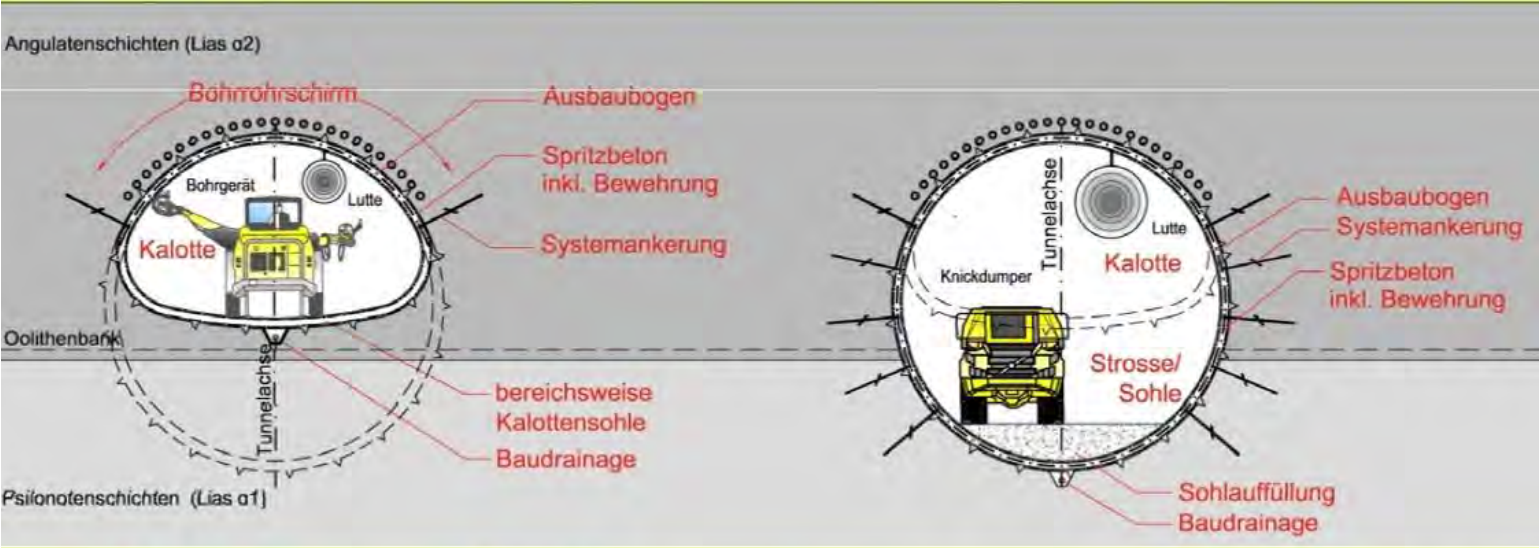 Angulatenschichten (Lias α2)
Bohrrohrschirm
Ausbaubogen
Spritzbeton
inkl. Bewehrung
Bohrgerät
Lutte
Systemankerung
Kalotte
Oolithenbank
Tunnelachse
bereichsweise
Kalottensohle
Baudrainage
Psilonotenschichten (Lias α1)
Tunnelachse
Ausbaubogen
Lutte
Systemankerung
Kalotte
Knickdumper
Spritzbeton
inkl. Bewehrung
Strosse/
Sohle
Sohlauffüllung
Baudrainage